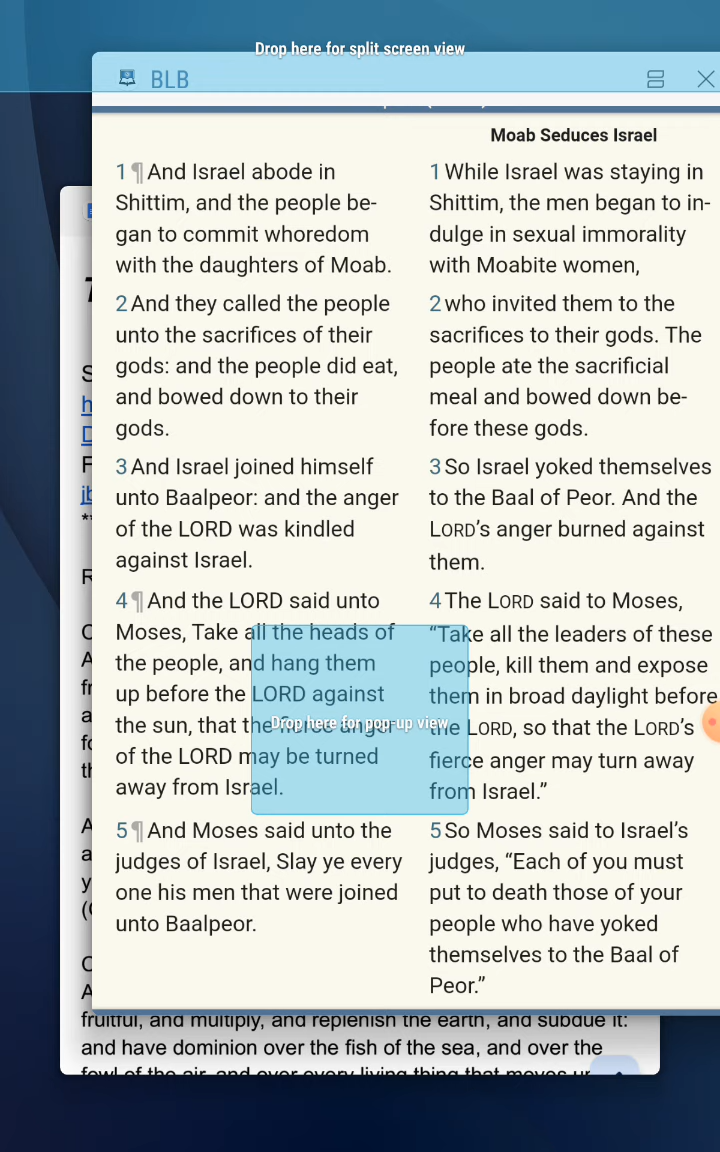 Drop here for split screen view
BLB
Moab Seduces Israel
1 ¶ And Israel abode in
Shittim, and the people be-
gan to commit whoredom
with the daughters of Moab.
2 And they called the people
unto the sacrifices of their
gods: and the people did eat,
and bowed down to their
gods.
3 And Israel joined himself
unto Baalpeor: and the anger
of the LORD was kindled
against Israel.
4 ¶ And the LORD said unto
Moses, Take all the heads of
the people, and hang them
up before the LORD against
the sun, that the fierce anger
of the LORD may be turned
away from Israel.
5 ¶ And Moses said unto the
judges of Israel, Slay ye every
one his men that were joined
unto Baalpeor.
1 While Israel was staying in
Shittim, the men began to in-
dulge in sexual immorality
with Moabite women,
2 who invited them to the
sacrifices to their gods. The
people ate the sacrificial
meal and bowed down be-
fore these gods.
3 So Israel yoked themselves
to the Baal of Peor. And the
LORD’s anger burned against
them.
4 The LORD said to Moses,
“Take all the leaders of these
people, kill them and expose
them in broad daylight before
the LORD, so that the LORD’s
fierce anger may turn away
from Israel.”
5 So Moses said to Israel’s
judges, “Each of you must
put to death those of your
people who have yoked
themselves to the Baal of
Peor.”
Drop here for pop-up view
fruitful, and multiply, and replenish the earth, and subdue it:
and have dominion over the fish of the sea, and over the
fowl of the air, and over every living thing that moves